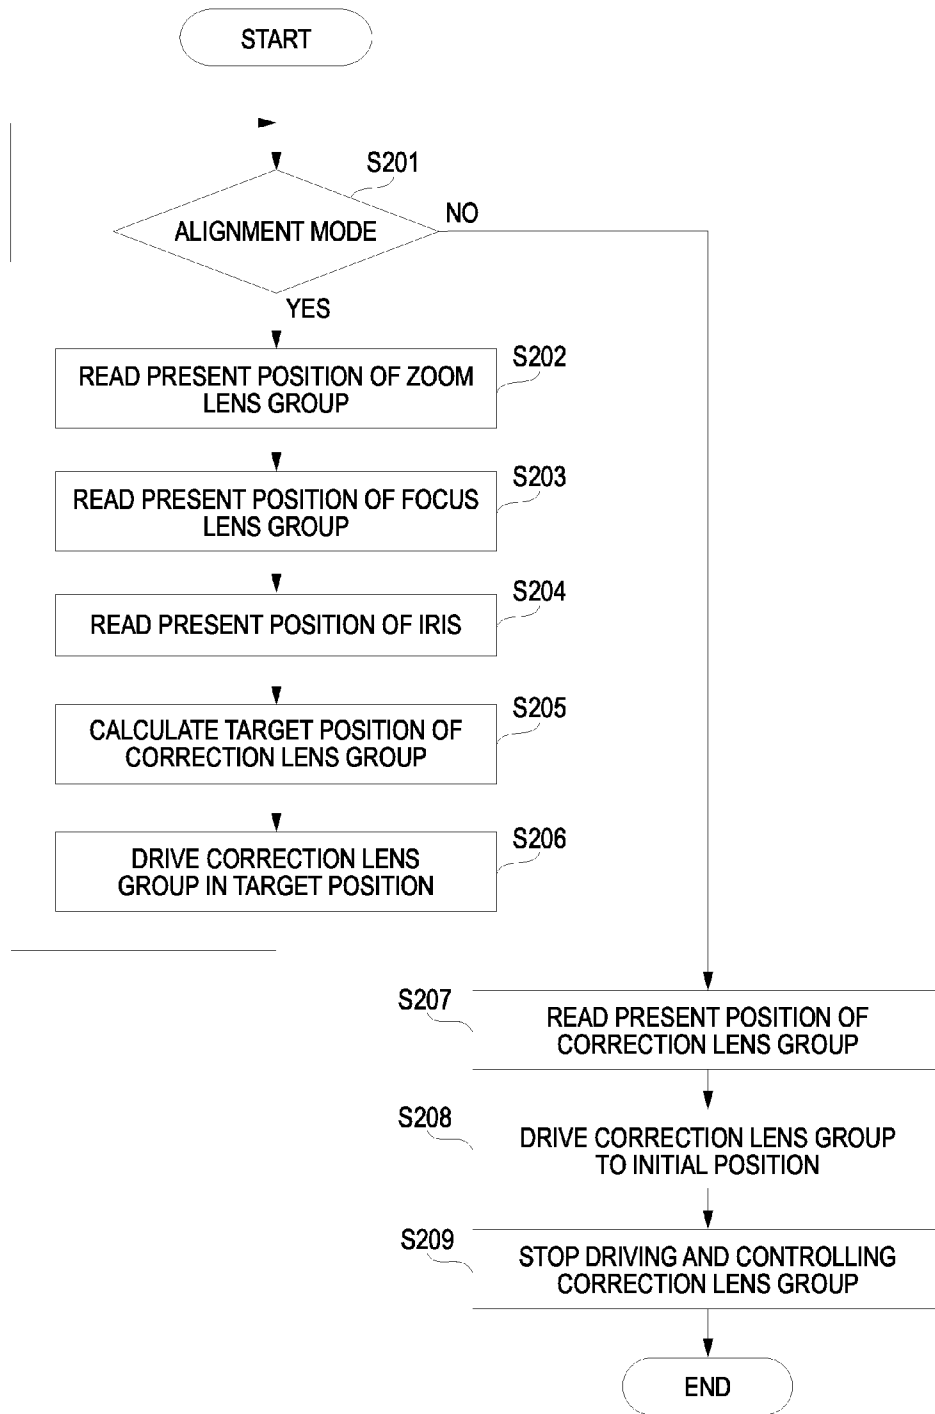 START
S201
ALIGNMENT MODE
NO
YES
S202
READ PRESENT POSITION OF ZOOM
LENS GROUP
S203
READ PRESENT POSITION OF FOCUS
LENS GROUP
S204
READ PRESENT POSITION OF IRIS
S205
CALCULATE TARGET POSITION OF
CORRECTION LENS GROUP
S206
DRIVE CORRECTION LENS
GROUP IN TARGET POSITION
S207
READ PRESENT POSITION OF
CORRECTION LENS GROUP
S208
DRIVE CORRECTION LENS GROUP
TO INITIAL POSITION
S209
STOP DRIVING AND CONTROLLING
CORRECTION LENS GROUP
END